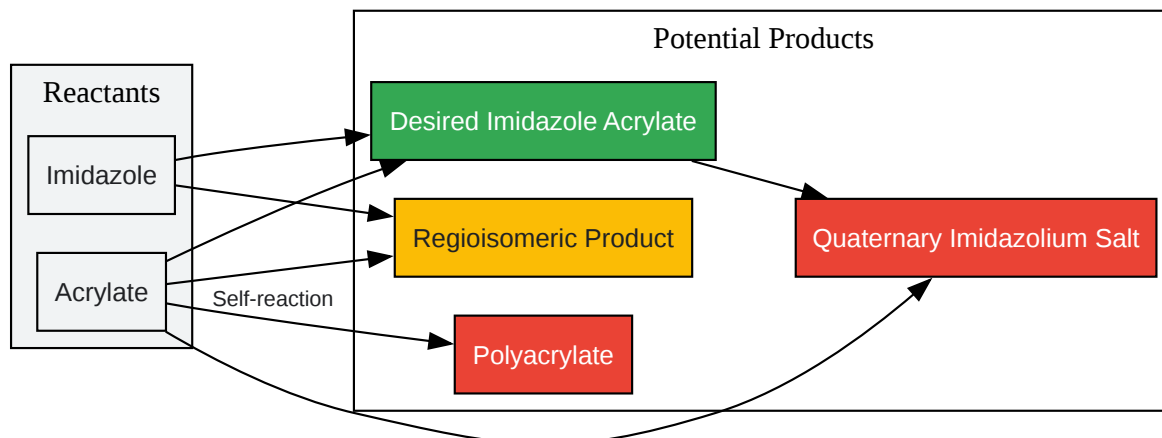 Potential Products
Reactants
Desired Imidazole Acrylate
Imidazole
Regioisomeric Product
Quaternary Imidazolium Salt
Acrylate
Self-reaction
Polyacrylate